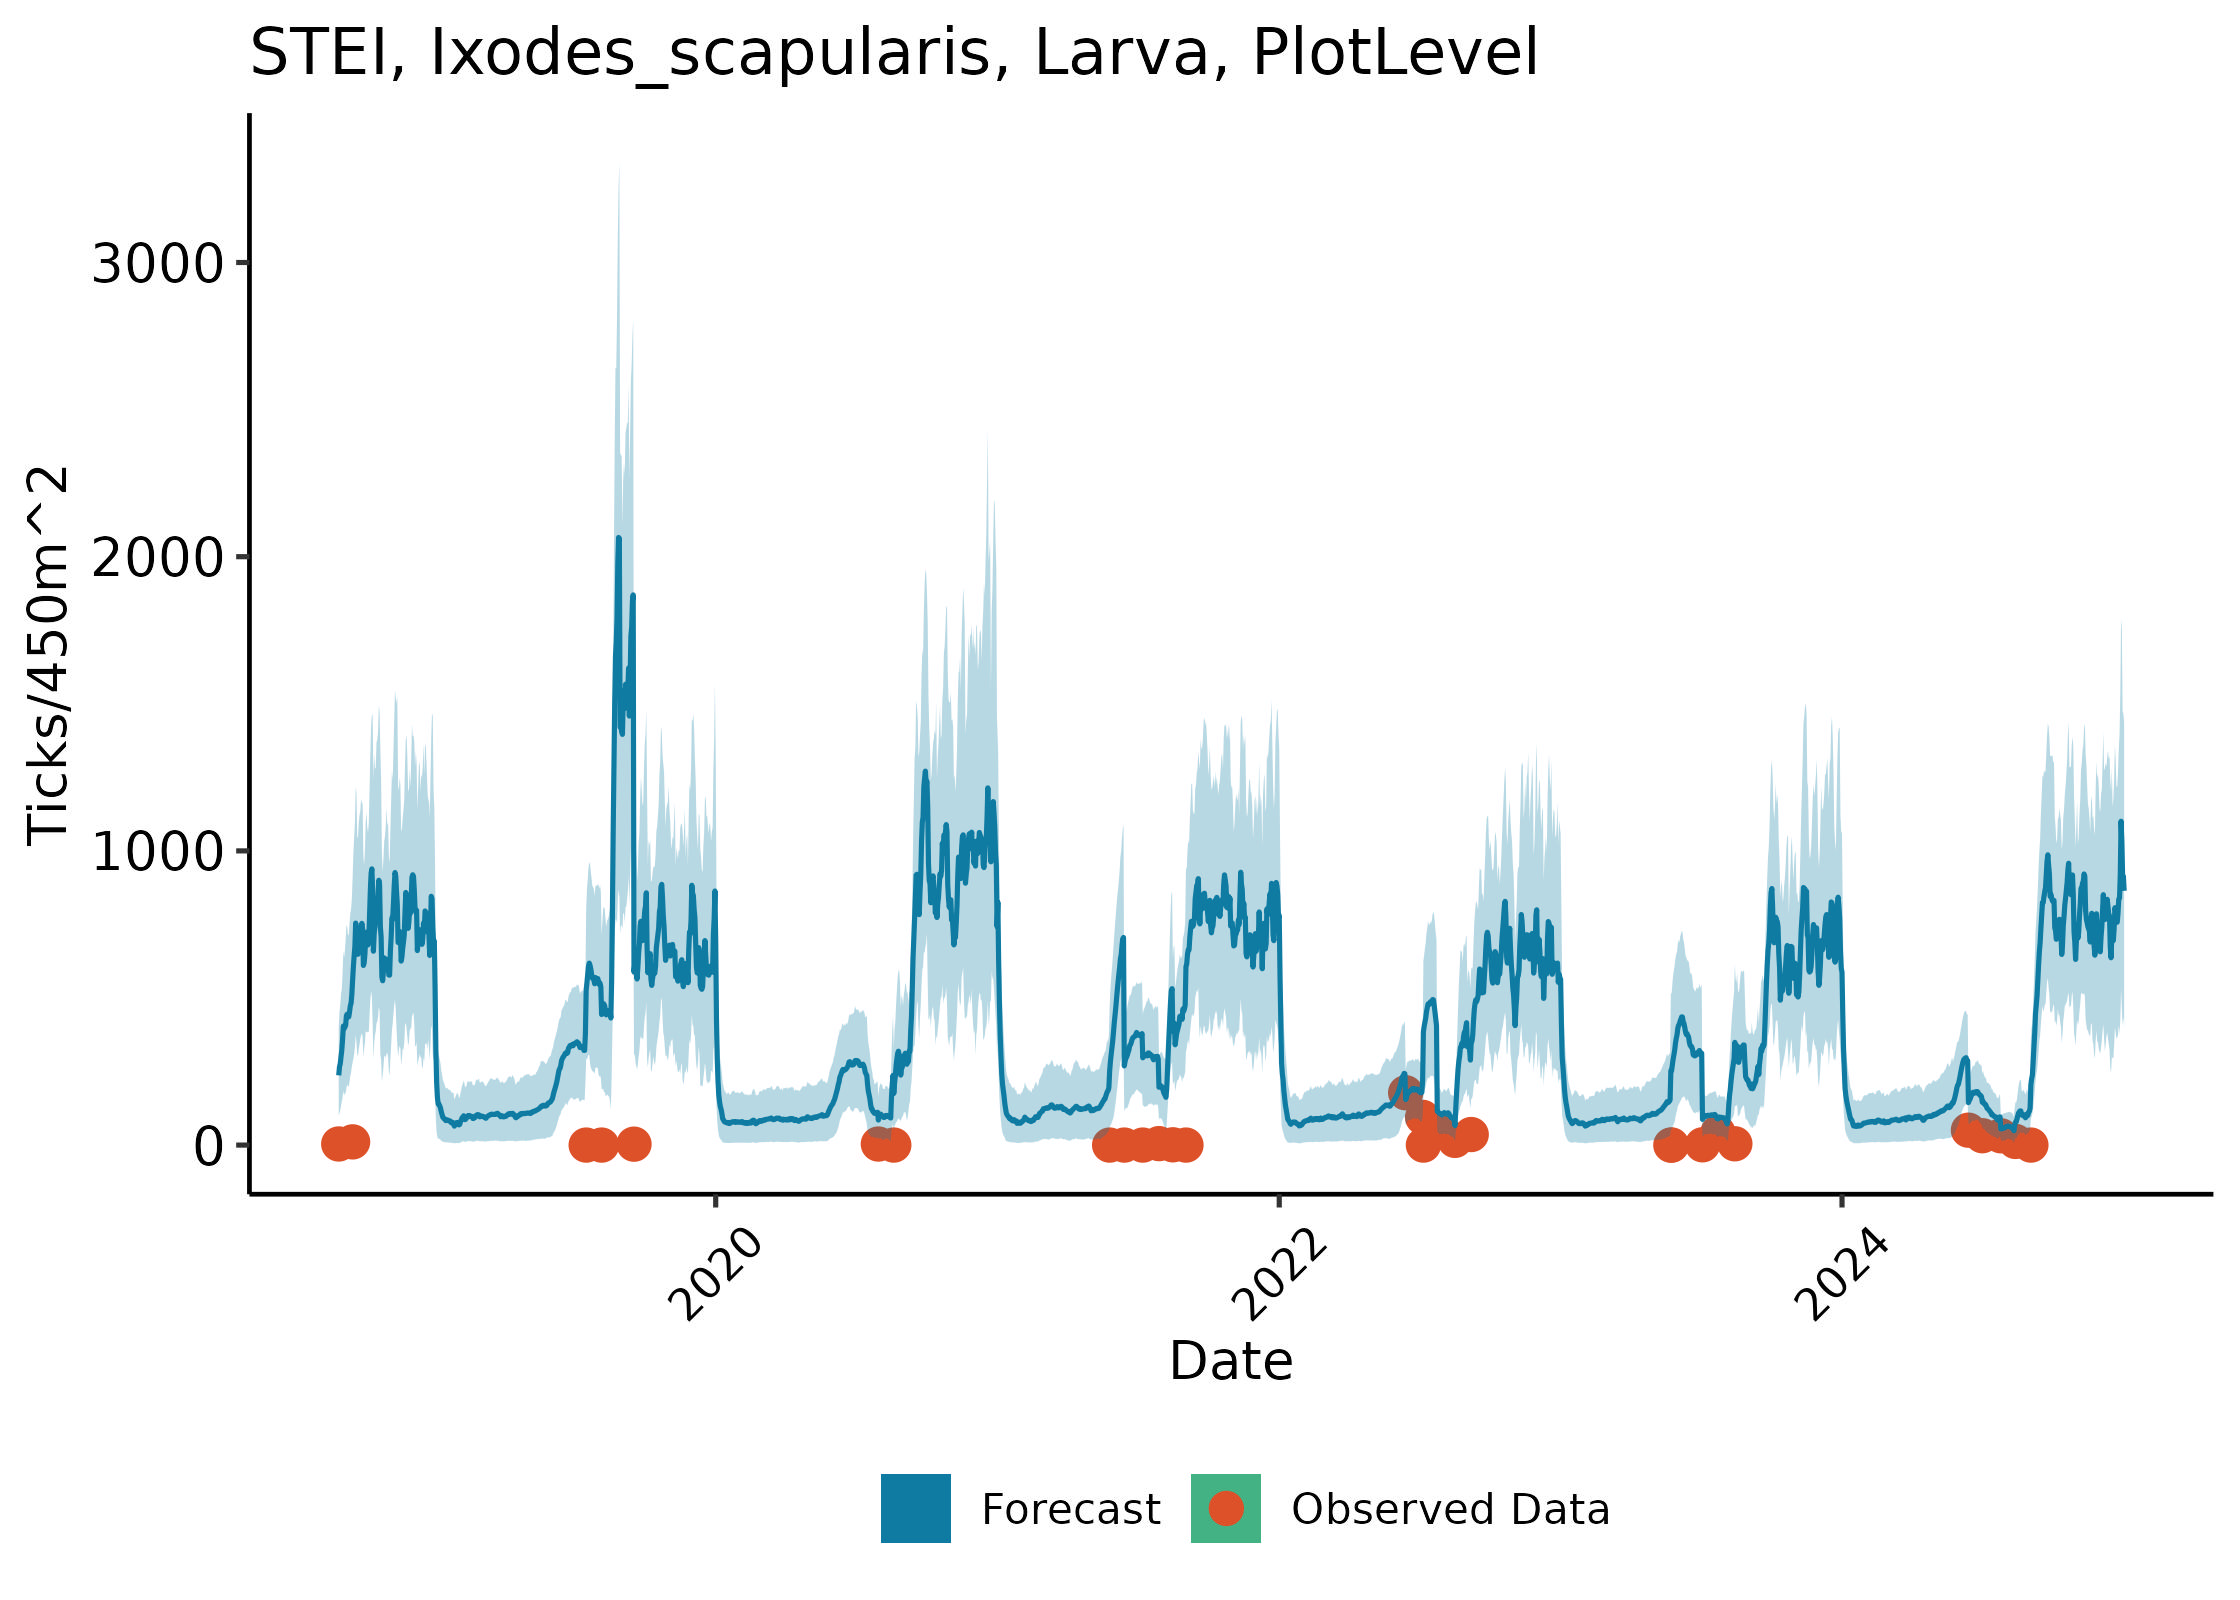 STEI, Ixodes_scapularis, Larva, PlotLevel
Ticks/450m^2
3000
2000
1000
0
2020
2022
2024
Date
Forecast
Observed Data